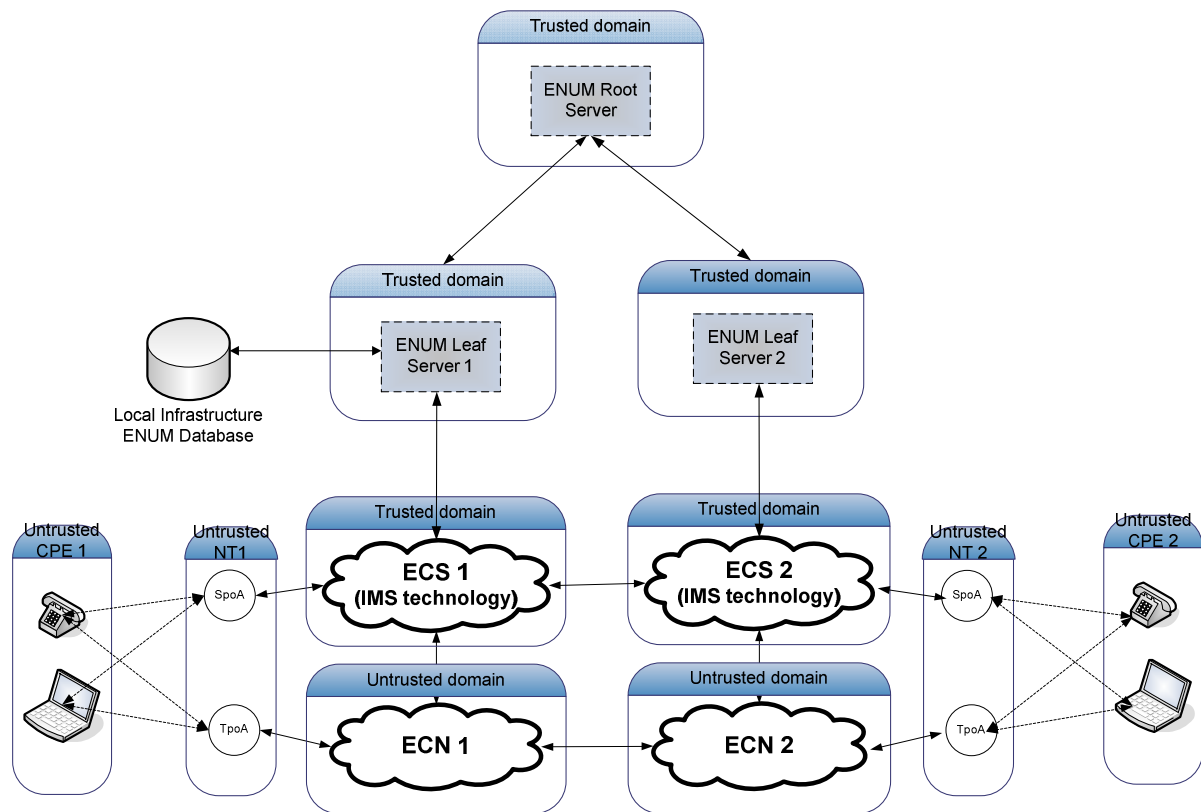 Trusted domain
ENUM Root
Server
Trusted domain
Trusted domain
ENUM Leaf
Server 1
ENUM Leaf
Server 2
Local Infrastructure
ENUM Database
Untrusted
CPE 1
Untrusted
NT1
Trusted domain
Trusted domain
Untrusted
NT 2
Untrusted
CPE 2
SpoA
ECS 1
(IMS technology)
ECS 2
(IMS technology)
SpoA
Untrusted domain
Untrusted domain
TpoA
ECN 1
ECN 2
TpoA